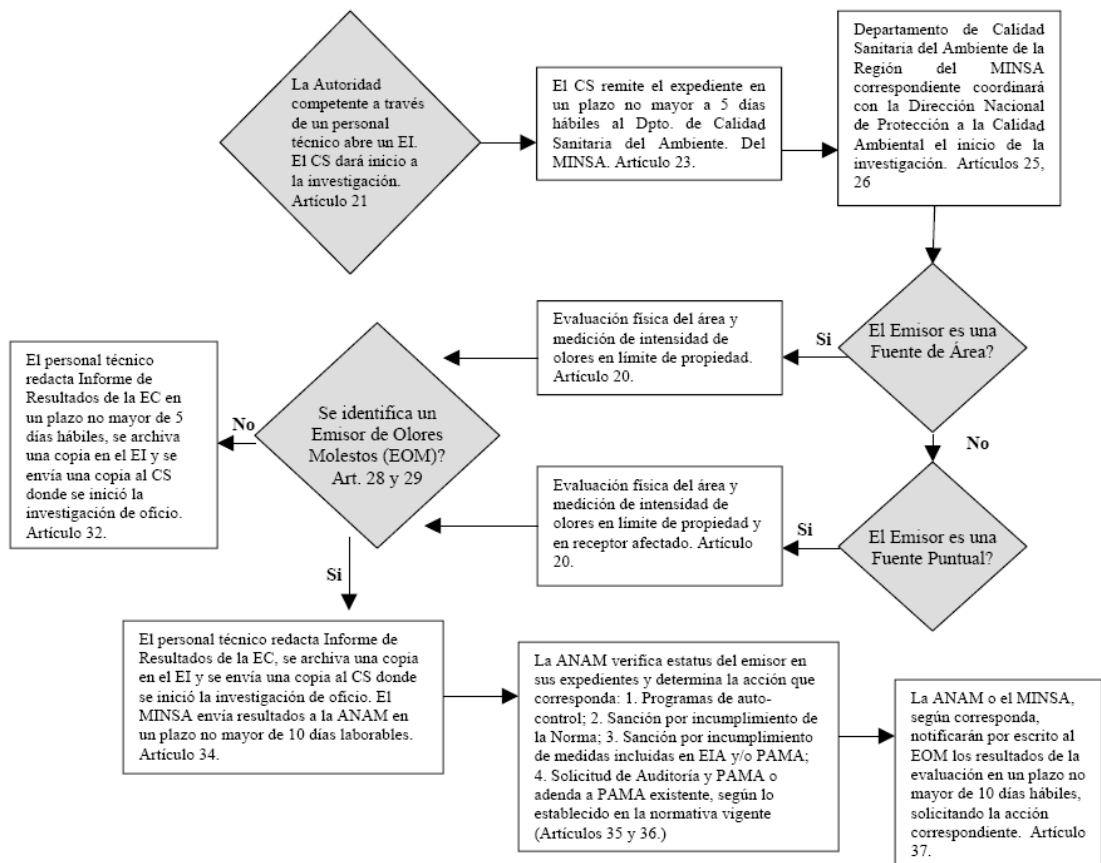 La Autoridad
competente a través
de un personal
técnico abre un EI.
El CS dará inicio a
la investigación.
Artículo 21
El CS remite el expediente en
un plazo no mayor a 5 días
hábiles al Dpto. de Calidad
Sanitaria del Ambiente. Del
MINSA. Artículo 23.
Departamento de Calidad
Sanitaria del Ambiente de la
Región del MINSA
correspondiente coordinará
con la Dirección Nacional
de Protección a la Calidad
Ambiental el inicio de la
investigación. Artículos 25,
26
El Emisor es una
Fuente de Área?
Si
Evaluación física del área y
medición de intensidad de
olores en límite de propiedad.
Artículo 20.
No
El Emisor es una
Fuente Puntual?
Si
Evaluación física del área y
medición de intensidad de
olores en límite de propiedad y
en receptor afectado. Artículo
20.
Se identifica un
Emisor de Olores
Molestos (EOM)?
Art. 28 y 29
No
El personal técnico
redacta Informe de
Resultados de la EC en
un plazo no mayor de 5
días hábiles, se archiva
una copia en el EI y se
envía una copia al CS
donde se inició la
investigación de oficio.
Artículo 32.
Si
El personal técnico redacta Informe de
Resultados de la EC, se archiva una copia
en el EI y se envía una copia al CS donde
se inició la investigación de oficio. El
MINSA envía resultados a la ANAM en
un plazo no mayor de 10 días laborables.
Artículo 34.
La ANAM verifica estatus del emisor en
sus expedientes y determina la acción que
corresponda: 1. Programas de auto-
control; 2. Sanción por incumplimiento de
la Norma; 3. Sanción por incumplimiento
de medidas incluidas en EIA y/o PAMA;
4. Solicitud de Auditoría y PAMA o
adenda a PAMA existente, según lo
establecido en la normativa vigente
(Artículos 35 y 36.)
La ANAM o el MINSA,
según corresponda,
notificarán por escrito al
EOM los resultados de la
evaluación en un plazo no
mayor de 10 días hábiles,
solicitando la acción
correspondiente. Artículo
37.